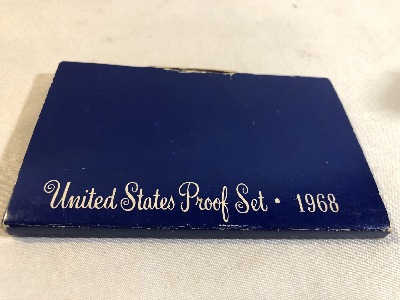 United States Proof Set · 1968